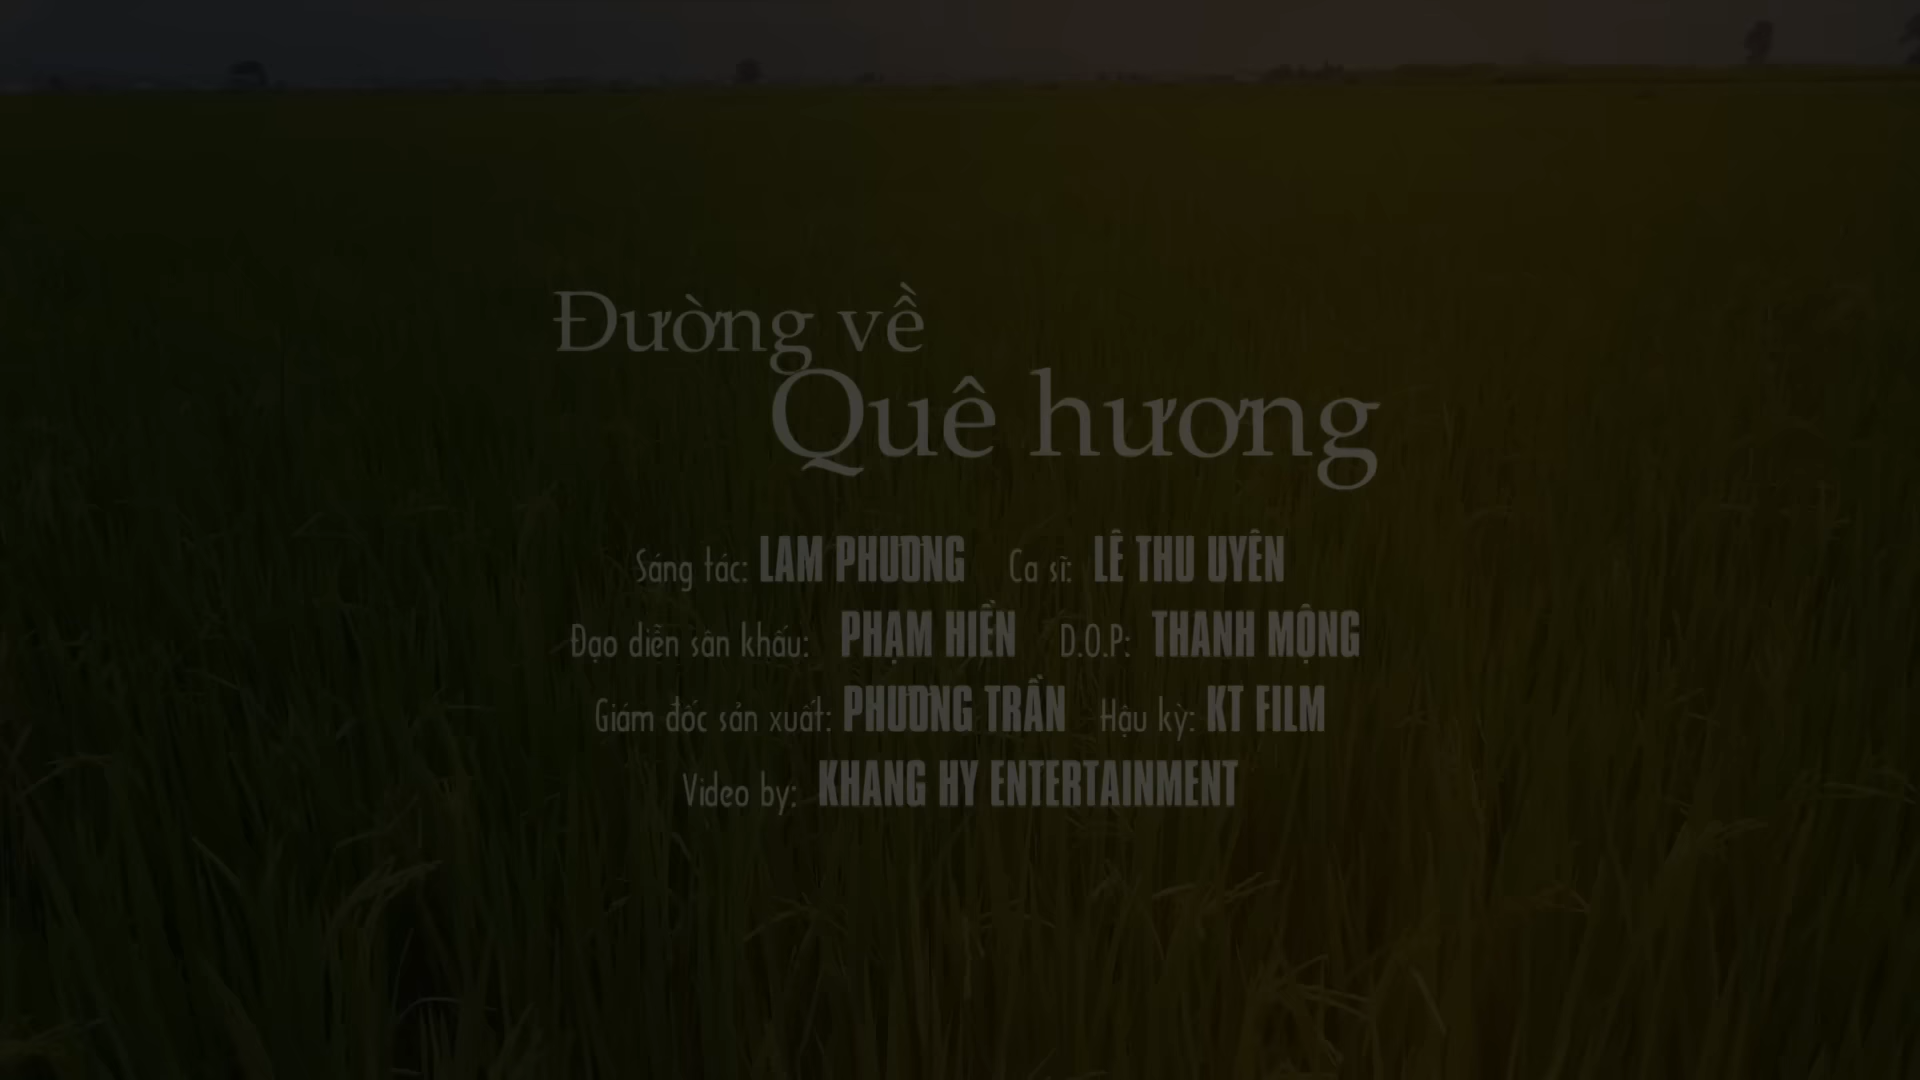 Đường về
Quê hương
Sáng tác: LAM PHƯƠNG Ca sĩ: LÊ THU UYÊN
Đạo diễn sân khấu: PHẠM HIỂN D.O.P: THANH MỘNG
Giám đốc sản xuất: PHƯƠNG TRẦN Hậu kỳ: KT FILM
Video by: KHANG HY ENTERTAINMENT